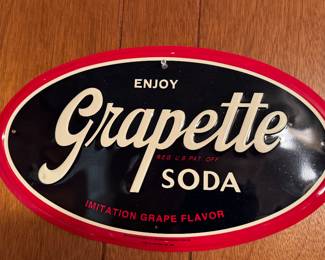 ENJOY
Grapette
REG. U.S. PAT. OFF.
SODA
IMITATION GRAPE FLAVOR